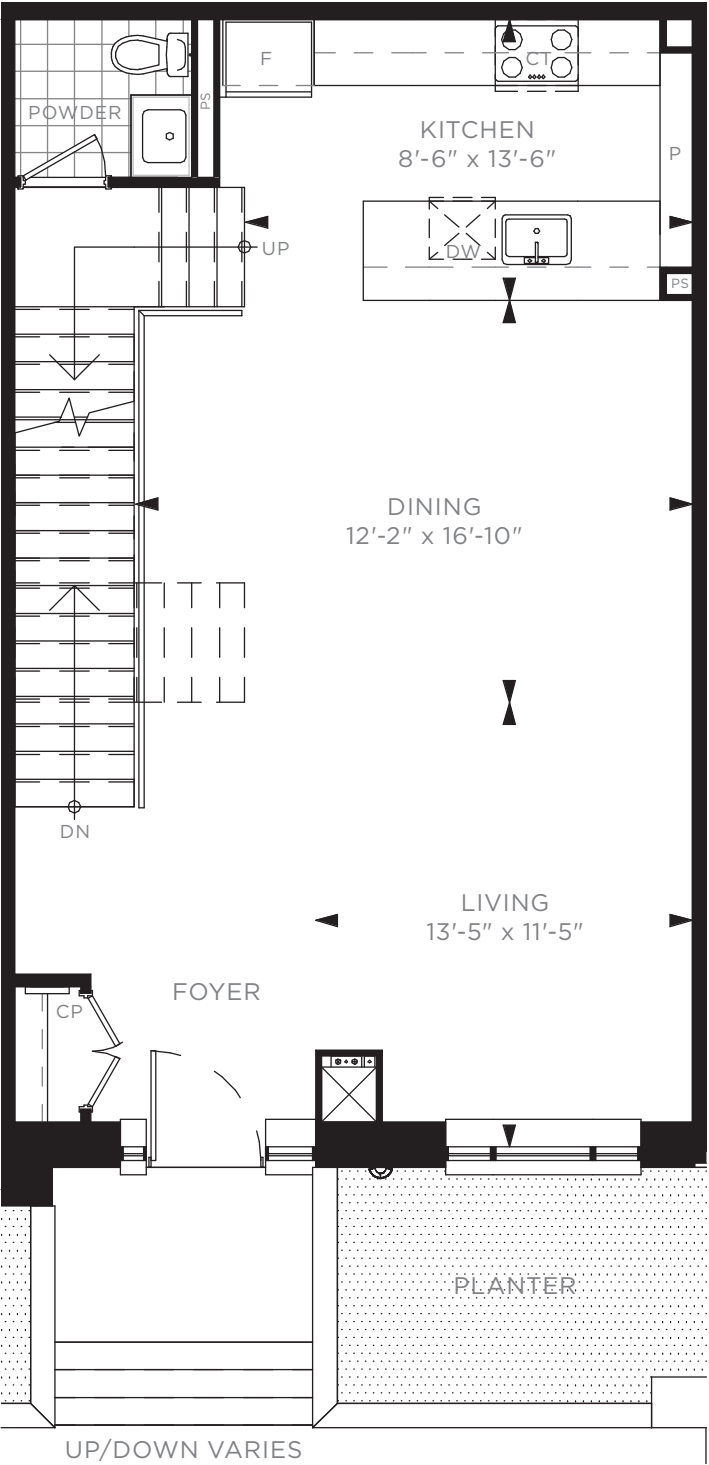 F
CT
PS
POWDER
KITCHEN
8'-6" x 13'-6"
P
UP
DW
PS
DINING
12'-2" x 16'-10"
DN
LIVING
13'-5" x 11'-5"
FOYER
CP
PLANTER
UP/DOWN VARIES